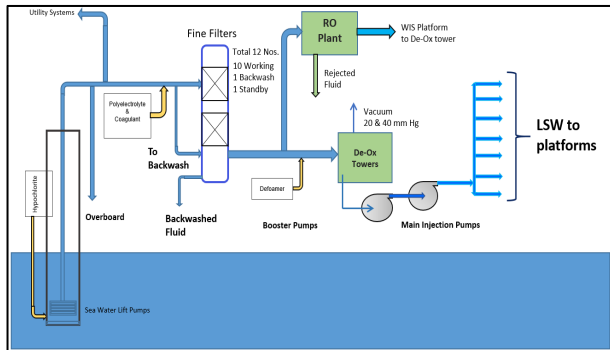 Utility Systems
Fine Filters
Total 12 Nos.
10 Working
1 Backwash
1 Standby
RO
Plant
WIS Platform
to De-Ox tower
Rejected
Fluid
Polyelectrolyte
&
Coagulant
To
Backwash
Vacuum
20 & 40 mm Hg
De-Ox
Towers
LSW to
platforms
Hypochlorite
Overboard
Backwashed
Fluid
Defoamer
Booster Pumps
Main Injection Pumps
Sea Water Lift Pumps